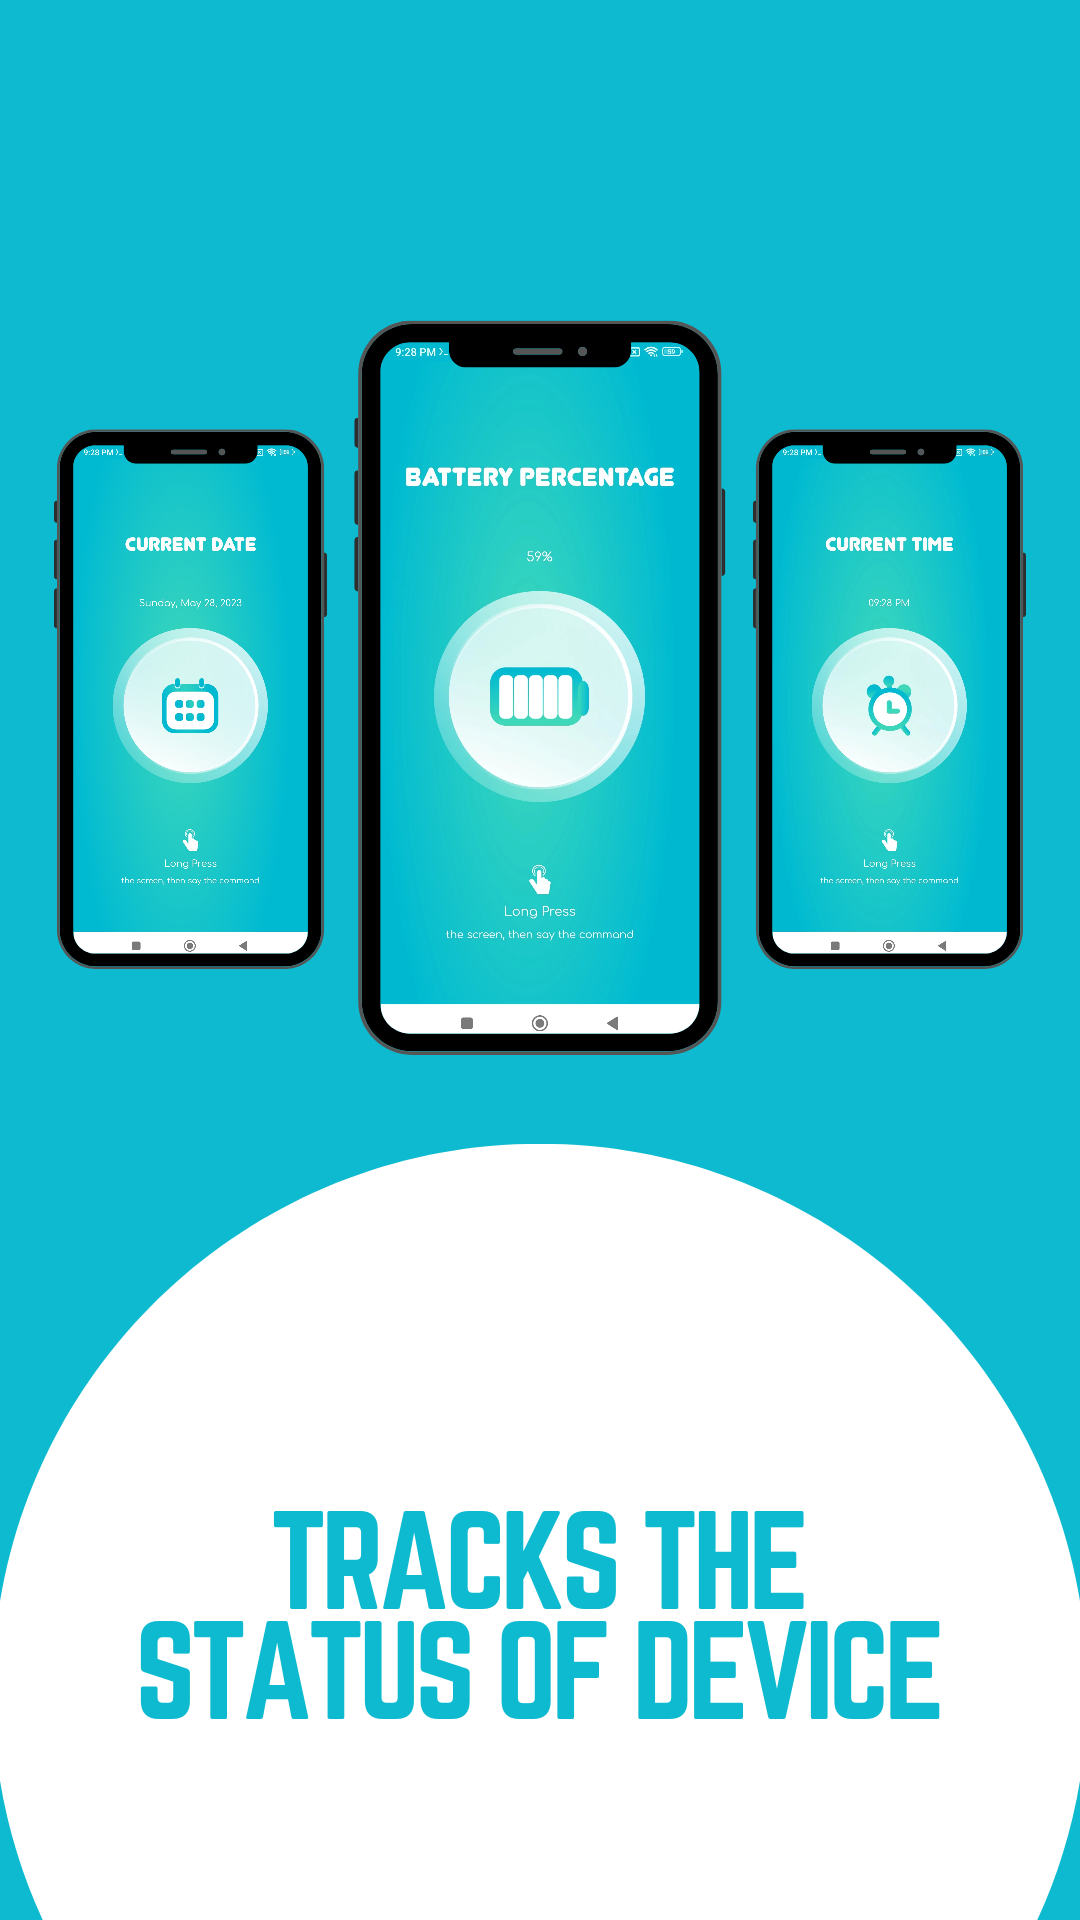 9:28 PM
CURRENT DATE
Sunday, May 28, 2023
Long Press
the screen, then say the command
9:28 PM
59
BATTERY PERCENTAGE
59%
Long Press
the screen, then say the command
9:28 PM
59
CURRENT TIME
09:28 PM
Long Press
the screen, then say the command
TRACKS THE
STATUS OF DEVICE